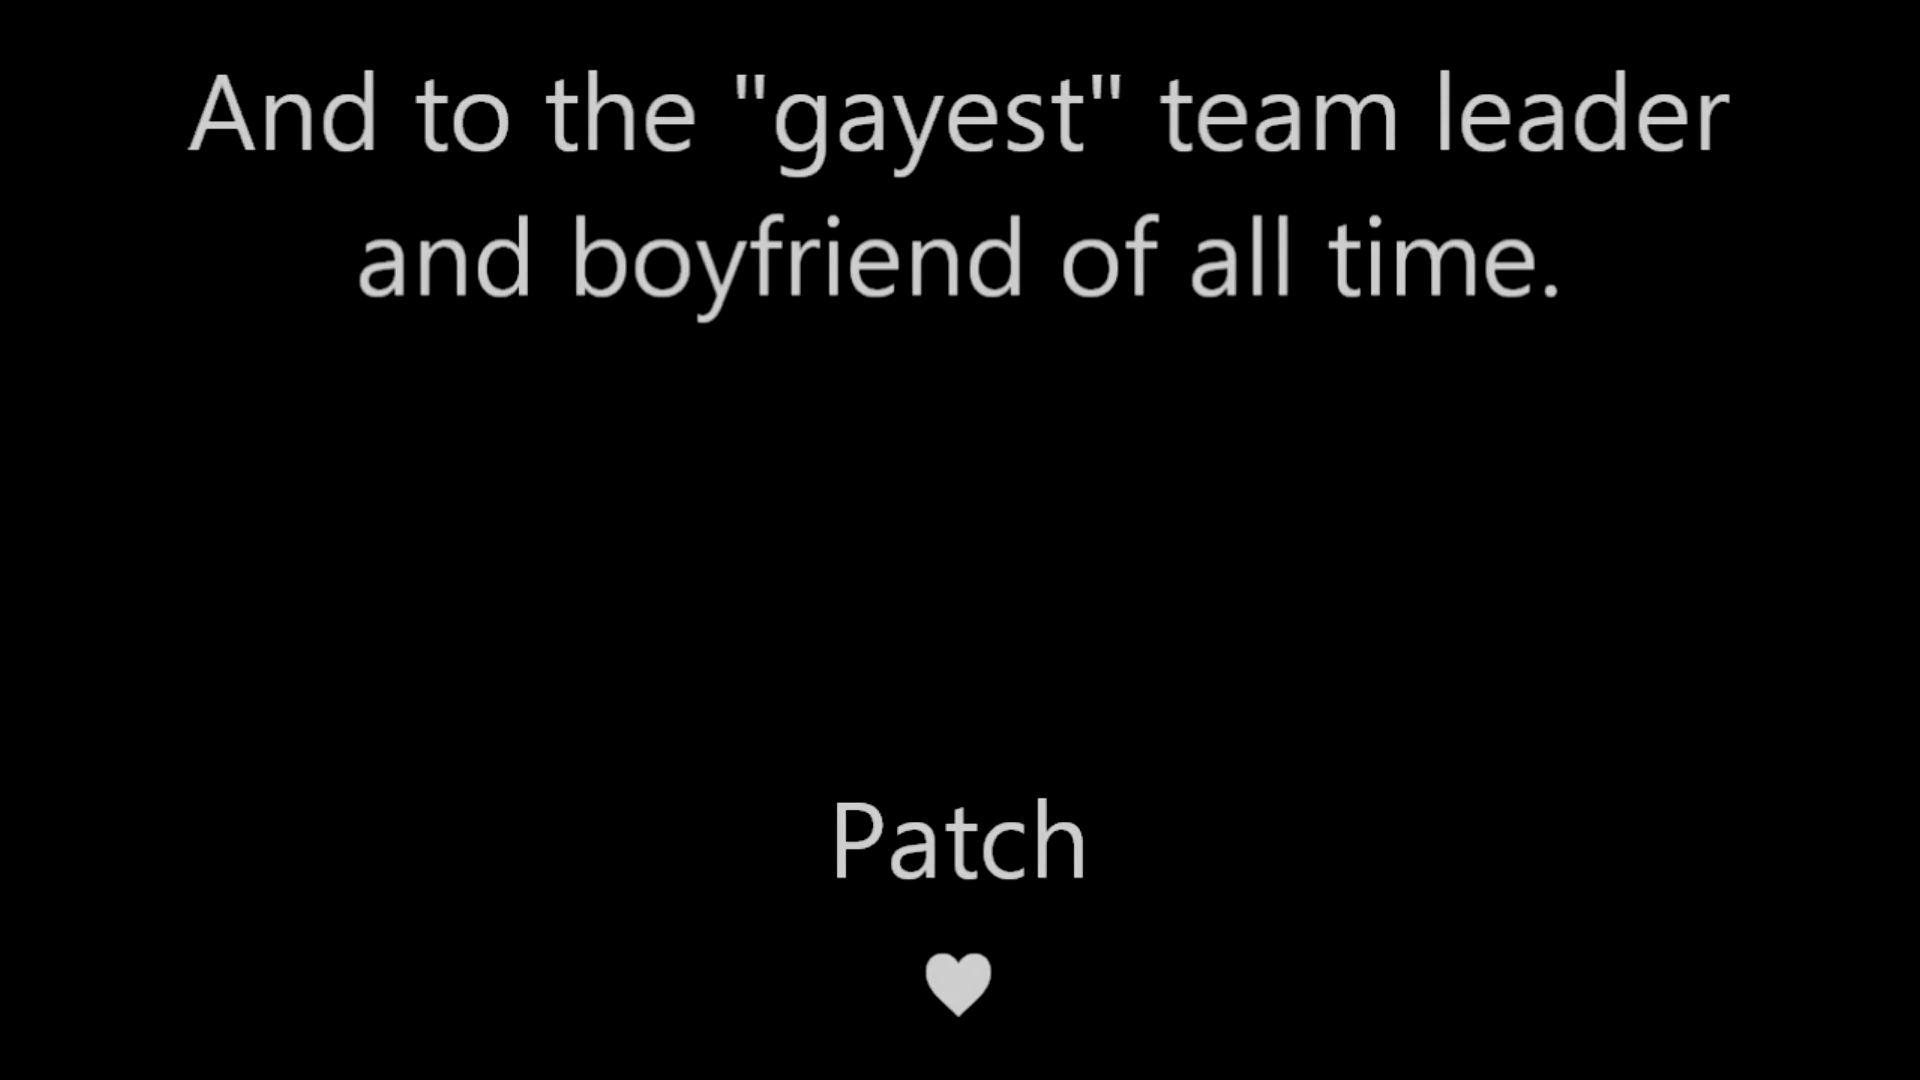 And to the "gayest" team leader
and boyfriend of all time.
Patch
♥